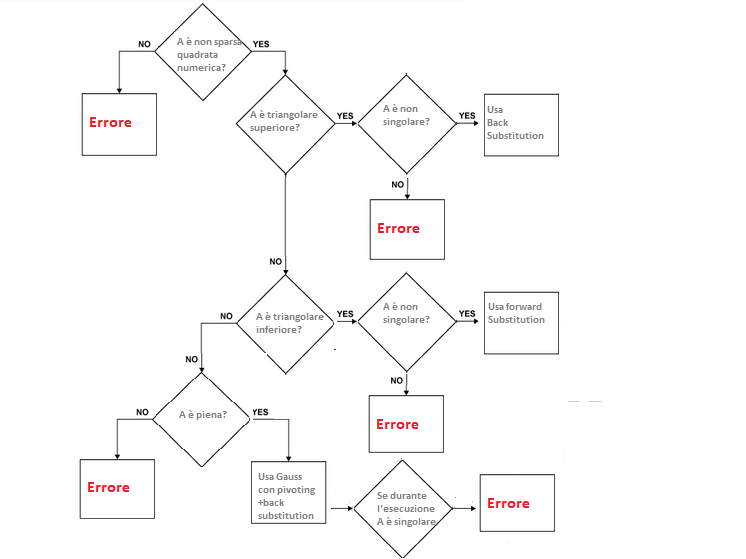 A è non sparsa
quadrata
numerica?
NO
YES
Errore
A è triangolare
superiore?
YES
A è non
singolare?
YES
Usa
Back
Substitution
NO
Errore
NO
A è triangolare
inferiore?
NO
YES
A è non
singolare?
YES
Usa forward
Substitution
NO
Errore
NO
A è piena?
NO
YES
Errore
Usa Gauss
con pivoting
+back
substitution
Se durante
l'esecuzione
A è singolare
Errore